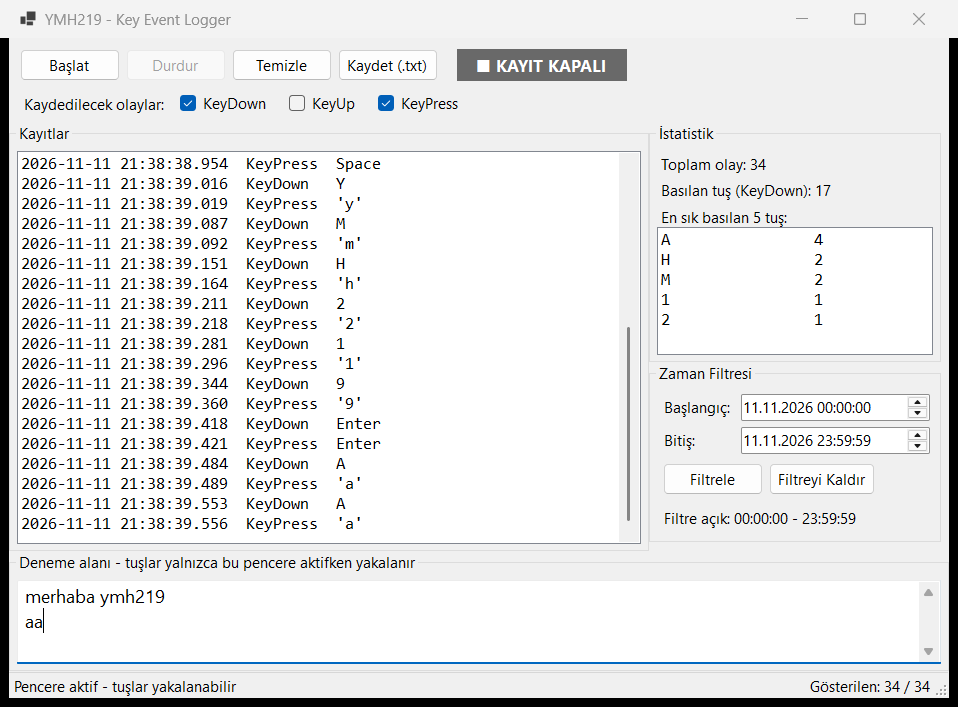 YMH219 - Key Event Logger
Başlat Durdur Temizle Kaydet (.txt) KAYIT KAPALI
Kaydedilecek olaylar: KeyDown KeyUp KeyPress
Kayıtlar
2026-11-11 21:38:38.954 KeyPress Space
2026-11-11 21:38:39.016 KeyDown Y
2026-11-11 21:38:39.019 KeyPress 'y'
2026-11-11 21:38:39.087 KeyDown M
2026-11-11 21:38:39.092 KeyPress 'm'
2026-11-11 21:38:39.151 KeyDown H
2026-11-11 21:38:39.164 KeyPress 'h'
2026-11-11 21:38:39.211 KeyDown 2
2026-11-11 21:38:39.218 KeyPress '2'
2026-11-11 21:38:39.281 KeyDown 1
2026-11-11 21:38:39.296 KeyPress '1'
2026-11-11 21:38:39.344 KeyDown 9
2026-11-11 21:38:39.360 KeyPress '9'
2026-11-11 21:38:39.418 KeyDown Enter
2026-11-11 21:38:39.421 KeyPress Enter
2026-11-11 21:38:39.484 KeyDown A
2026-11-11 21:38:39.489 KeyPress 'a'
2026-11-11 21:38:39.553 KeyDown A
2026-11-11 21:38:39.556 KeyPress 'a'
İstatistik
Toplam olay: 34
Basılan tuş (KeyDown): 17
En sık basılan 5 tuş:
A 4
H 2
M 2
1 1
2 1
Zaman Filtresi
Başlangıç: 11.11.2026 00:00:00
Bitiş: 11.11.2026 23:59:59
Filtrele Filtreyi Kaldır
Filtre açık: 00:00:00 - 23:59:59
Deneme alanı - tuşlar yalnızca bu pencere aktifken yakalanır
merhaba ymh219
aa
Pencere aktif - tuşlar yakalanabilir Gösterilen: 34 / 34